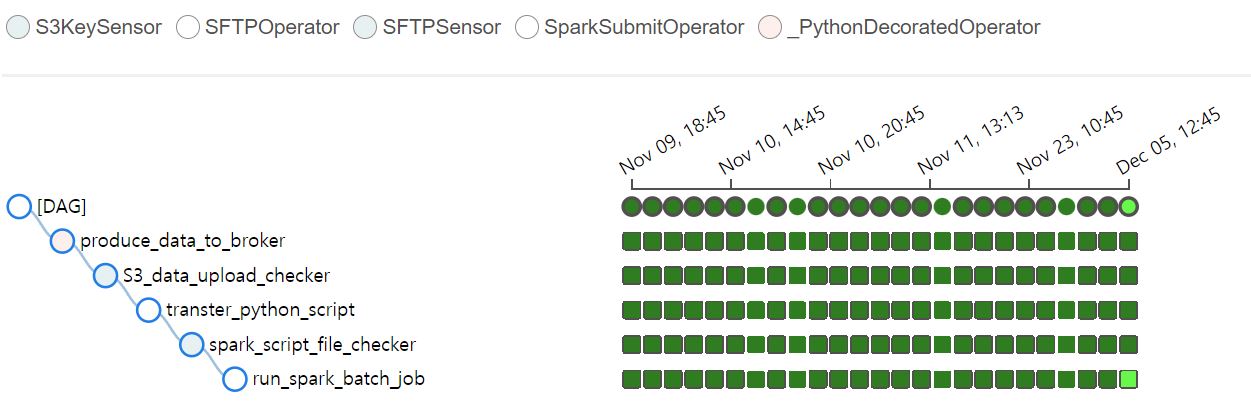 S3KeySensor SFTPOperator SFTPSensor SparkSubmitOperator _PythonDecoratedOperator
Nov 09, 18:45 Nov 10, 14:45 Nov 10, 20:45 Nov 11, 13:13 Nov 23, 10:45 Dec 05, 12:45
[DAG]
produce_data_to_broker
S3_data_upload_checker
transter_python_script
spark_script_file_checker
run_spark_batch_job